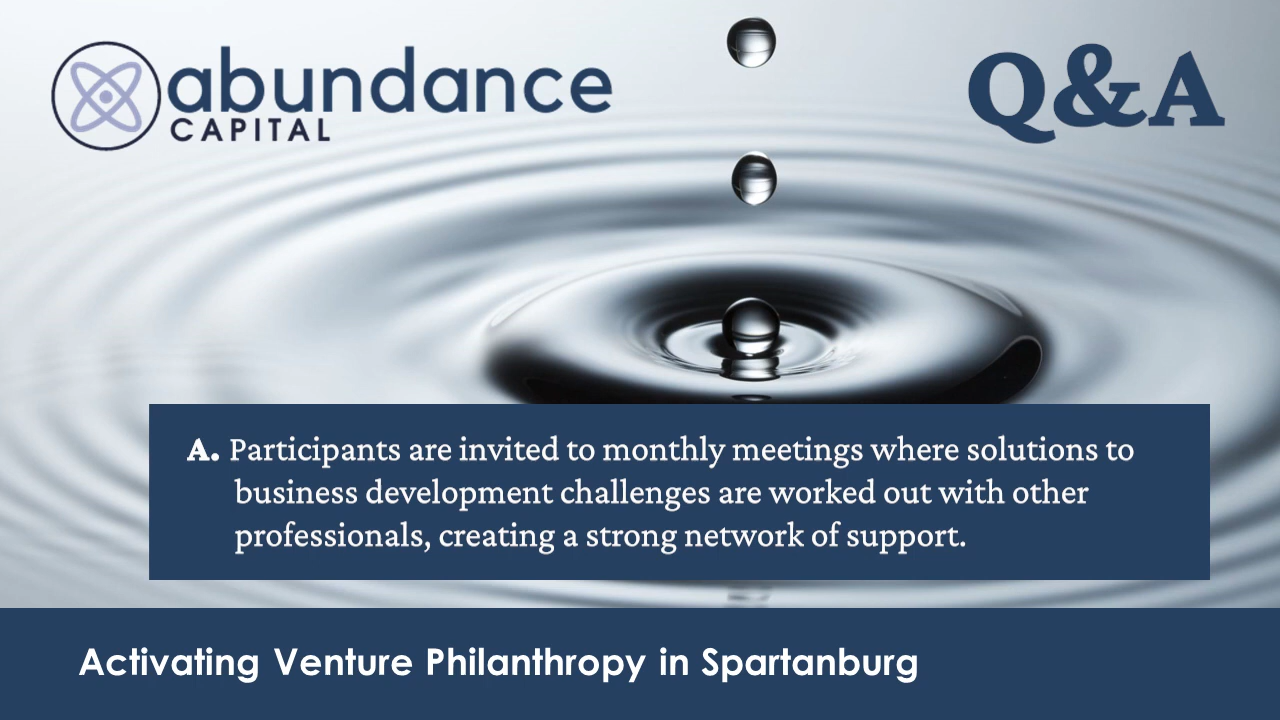 abundance
CAPITAL
Q&A
A. Participants are invited to monthly meetings where solutions to
business development challenges are worked out with other
professionals, creating a strong network of support.
Activating Venture Philanthropy in Spartanburg